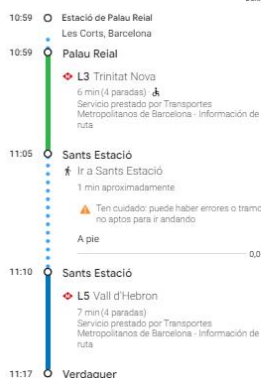 10:59 Estació de Palau Reial
Les Corts, Barcelona
10:59 Palau Reial
L3 Trinitat Nova
6 min (4 paradas)
Servicio prestado por Transportes
Metropolitanos de Barcelona - Información de
ruta
11:05 Sants Estació
Ir a Sants Estació
1 min aproximadamente
Ten cuidado: puede haber errores o tramo
no aptos para ir andando
A pie
0,0
11:10 Sants Estació
L5 Vall d'Hebron
7 min (4 paradas)
Servicio prestado por Transportes
Metropolitanos de Barcelona - Información de
ruta
11:17 Verdaguer